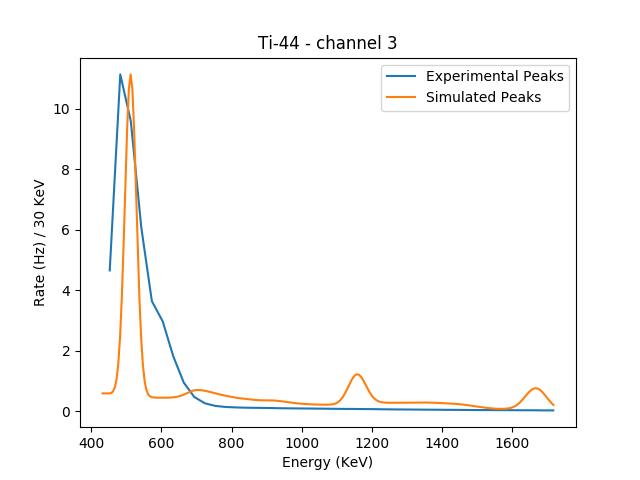 Ti-44 - channel 3
Experimental Peaks
Simulated Peaks
Rate (Hz) / 30 KeV
10
8
6
4
2
0
400 600 800 1000 1200 1400 1600
Energy (KeV)